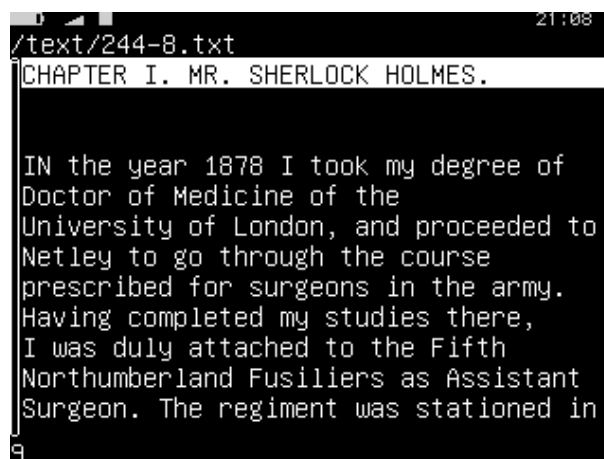 21:08
/text/244-8.txt
CHAPTER I. MR. SHERLOCK HOLMES.
IN the year 1878 I took my degree of
Doctor of Medicine of the
University of London, and proceeded to
Netley to go through the course
prescribed for surgeons in the army.
Having completed my studies there,
I was duly attached to the Fifth
Northumberland Fusiliers as Assistant
Surgeon. The regiment was stationed in
9